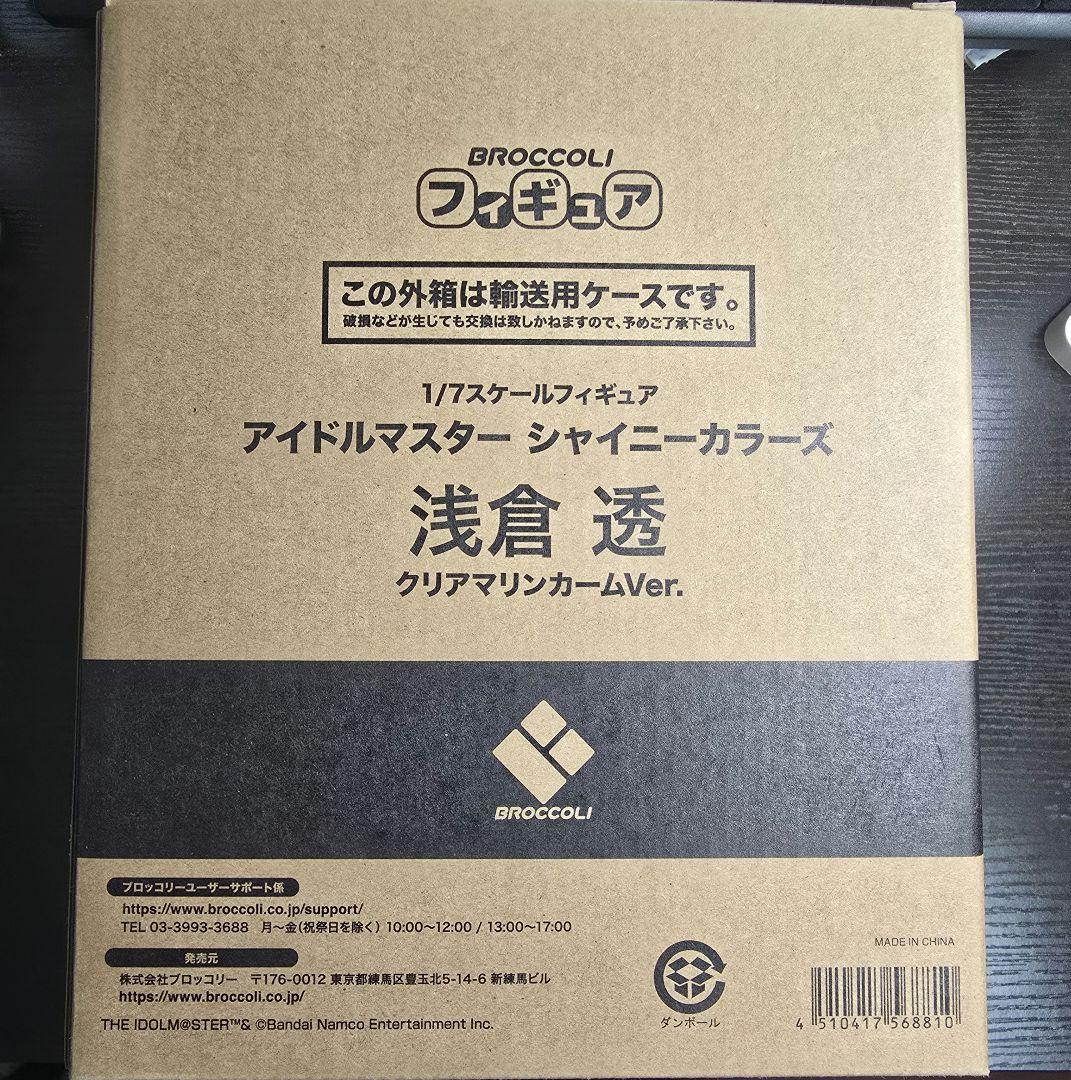 BROCCOLI
フィギュア
この外箱は輸送用ケースです。
破損などが生じても交換は致しかねますので、予めご了承下さい。
1/7スケールフィギュア
アイドルマスター シャイニーカラーズ
浅倉 透
クリアマリンカームVer.
BROCCOLI
ブロッコリーユーザーサポート係
https://www.broccoli.co.jp/support/
TEL 03-3993-3688 月～金(祝祭日を除く) 10:00～12:00 / 13:00～17:00
発売元
株式会社ブロッコリー 〒176-0012 東京都練馬区豊玉北5-14-6 新練馬ビル
https://www.broccoli.co.jp/
THE IDOLM@STER™& ©Bandai Namco Entertainment Inc.
ダンボール
MADE IN CHINA
4 510417 568810